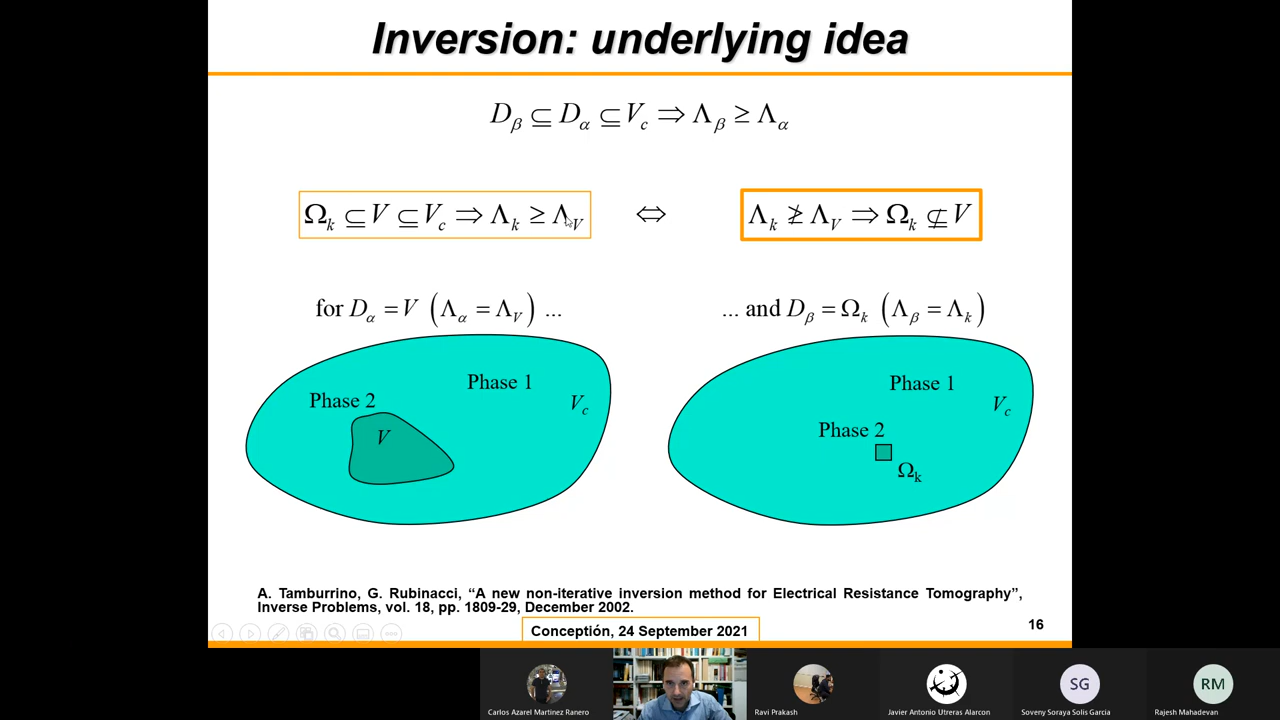 Inversion: underlying idea
D_β ⊆ D_α ⊆ V_c ⇒ Λ_β ≥ Λ_α
Ω_k ⊆ V ⊆ V_c ⇒ Λ_k ≥ Λ_V ⇔ Λ_k ≱ Λ_V ⇒ Ω_k ⊈ V
for D_α = V (Λ_α = Λ_V) ...
... and D_β = Ω_k (Λ_β = Λ_k)
Phase 1
Phase 2
V_c
V
Phase 1
V_c
Phase 2
Ω_k
A. Tamburrino, G. Rubinacci, “A new non-iterative inversion method for Electrical Resistance Tomography”,
Inverse Problems, vol. 18, pp. 1809-29, December 2002.
Conceptión, 24 September 2021
16
SG
RM
Carlos Azarel Martínez Ranero
Ravi Prakash
Javier Antonio Utreras Alarcon
Soveny Soraya Solis Garcia
Rajesh Mahadevan